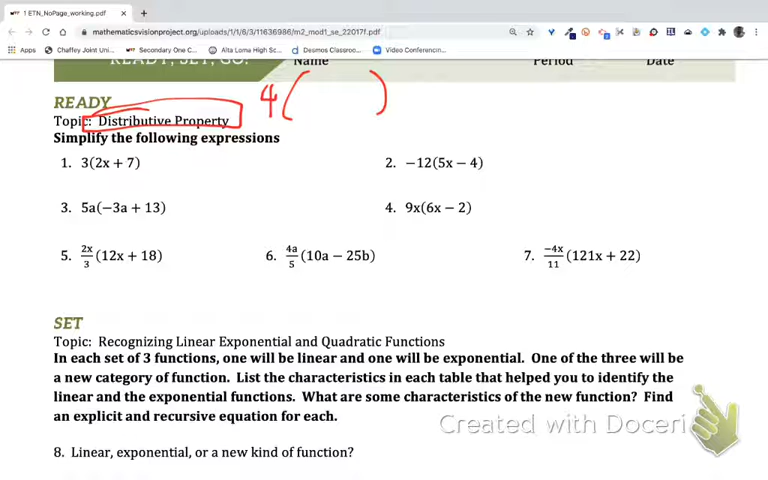 1 ETN_NoPage_working.pdf
mathematicsvisionproject.org/uploads/1/1/6/3/11636986/m2_mod1_se_22017f.pdf
Apps Chaffey Joint Uni... Secondary One C... Alta Loma High Sc... Desmos Classroo... Video Conferencin...
READY, SET, GO! Name Period Date
READY 4( )
Topic: Distributive Property
Simplify the following expressions
1. 3(2x + 7) 2. −12(5x − 4)
3. 5a(−3a + 13) 4. 9x(6x − 2)
5. 2x/3 (12x + 18) 6. 4a/5 (10a − 25b) 7. −4x/11 (121x + 22)
SET
Topic: Recognizing Linear Exponential and Quadratic Functions
In each set of 3 functions, one will be linear and one will be exponential. One of the three will be
a new category of function. List the characteristics in each table that helped you to identify the
linear and the exponential functions. What are some characteristics of the new function? Find
an explicit and recursive equation for each.
Created with Doceri
8. Linear, exponential, or a new kind of function?